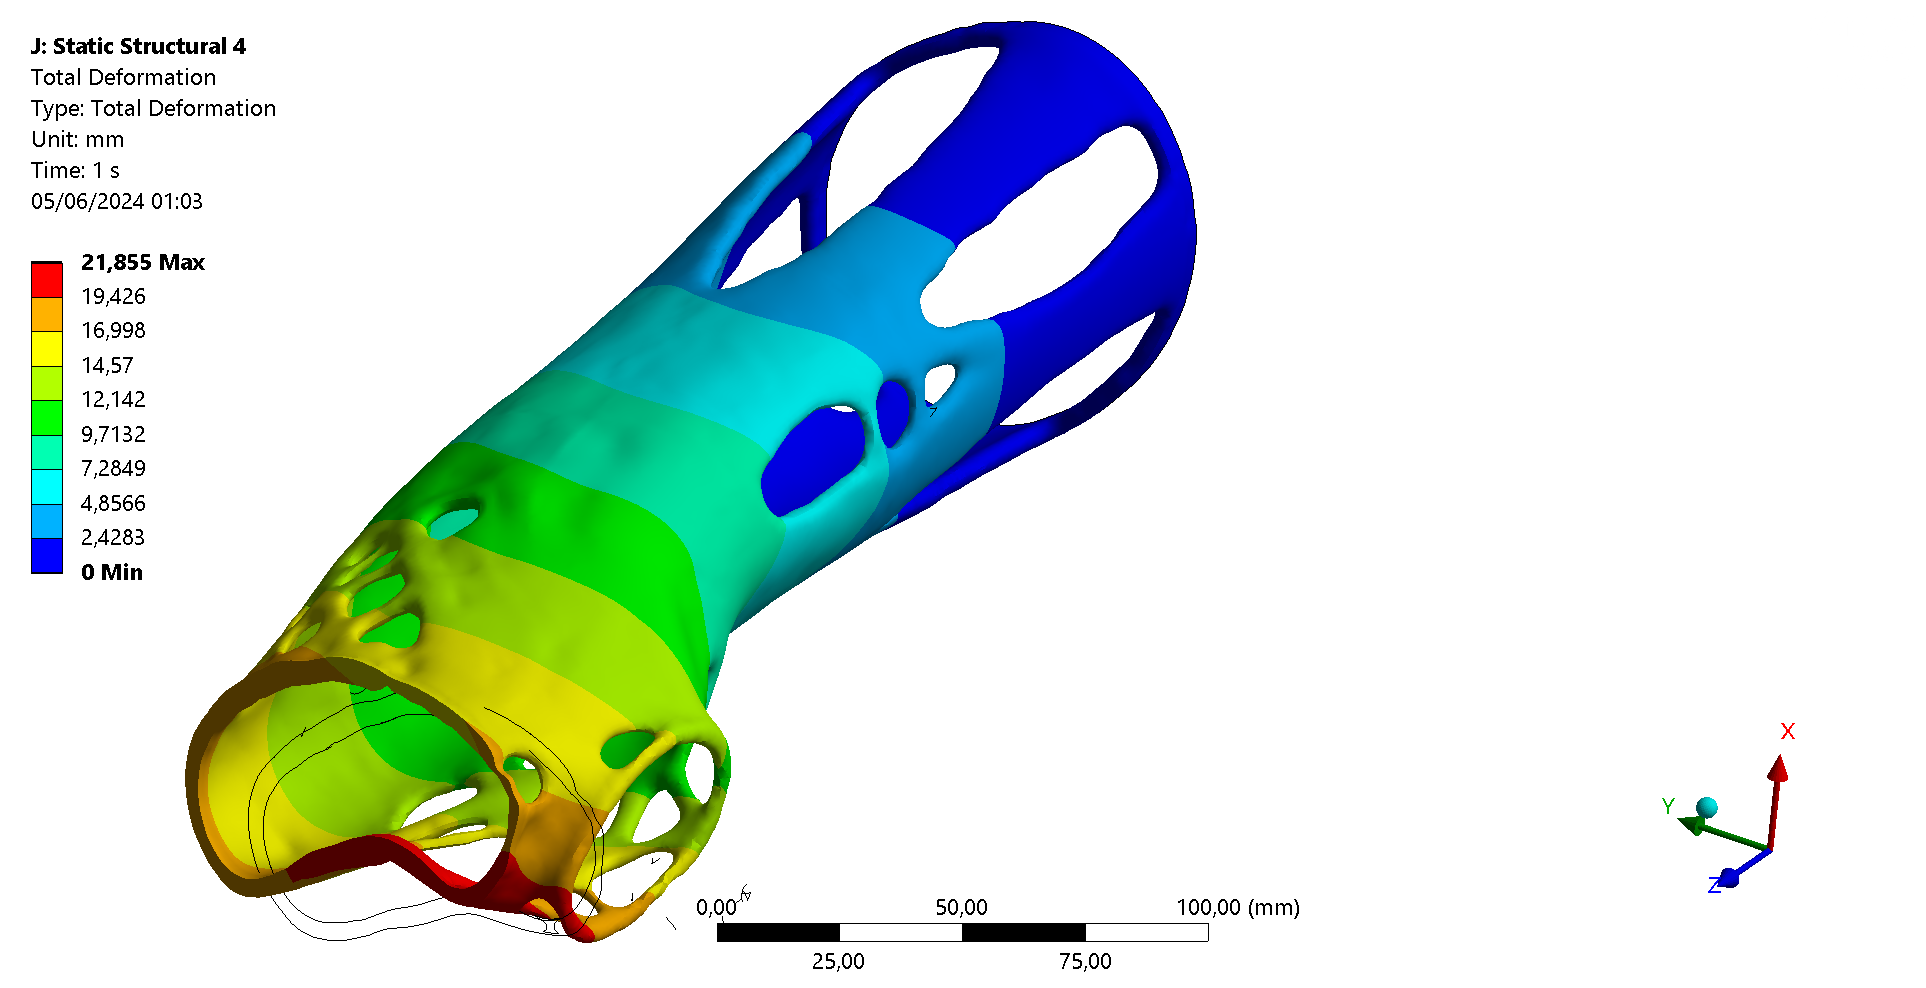 J: Static Structural 4
Total Deformation
Type: Total Deformation
Unit: mm
Time: 1 s
05/06/2024 01:03
21,855 Max
19,426
16,998
14,57
12,142
9,7132
7,2849
4,8566
2,4283
0 Min
0,00
50,00
100,00 (mm)
25,00
75,00
X
Y
Z